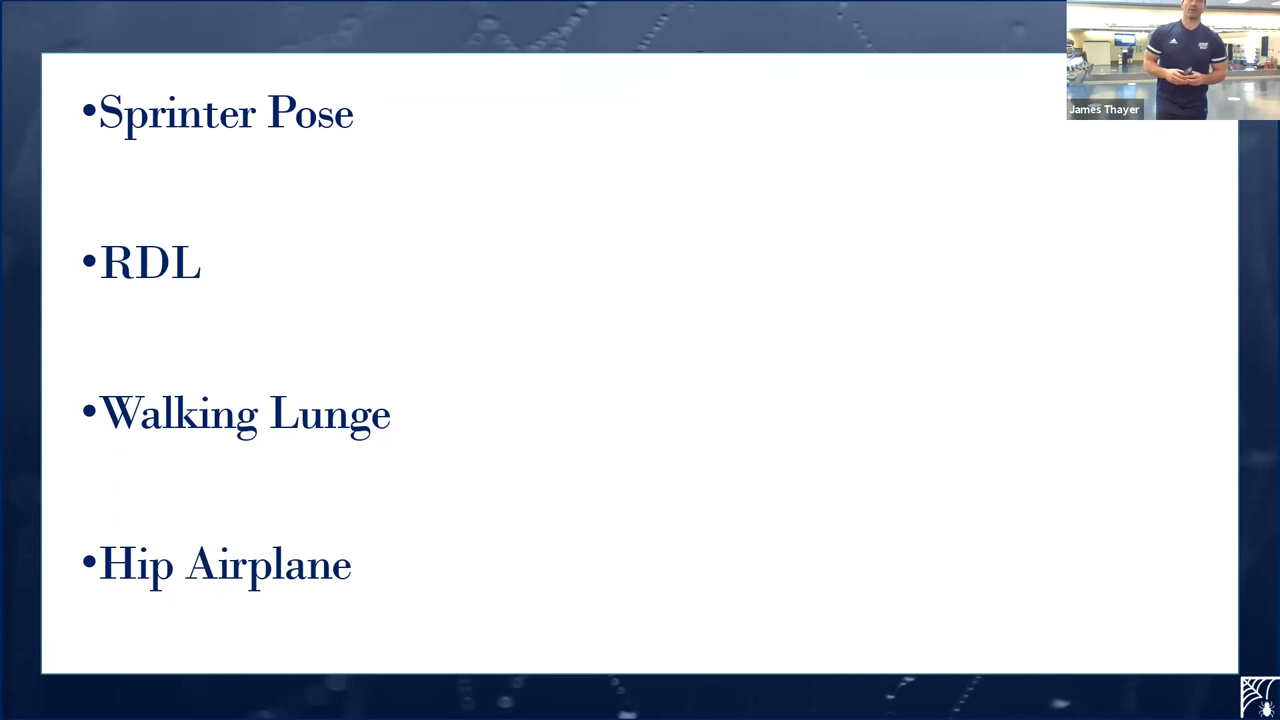 •Sprinter Pose
•RDL
•Walking Lunge
•Hip Airplane
James Thayer